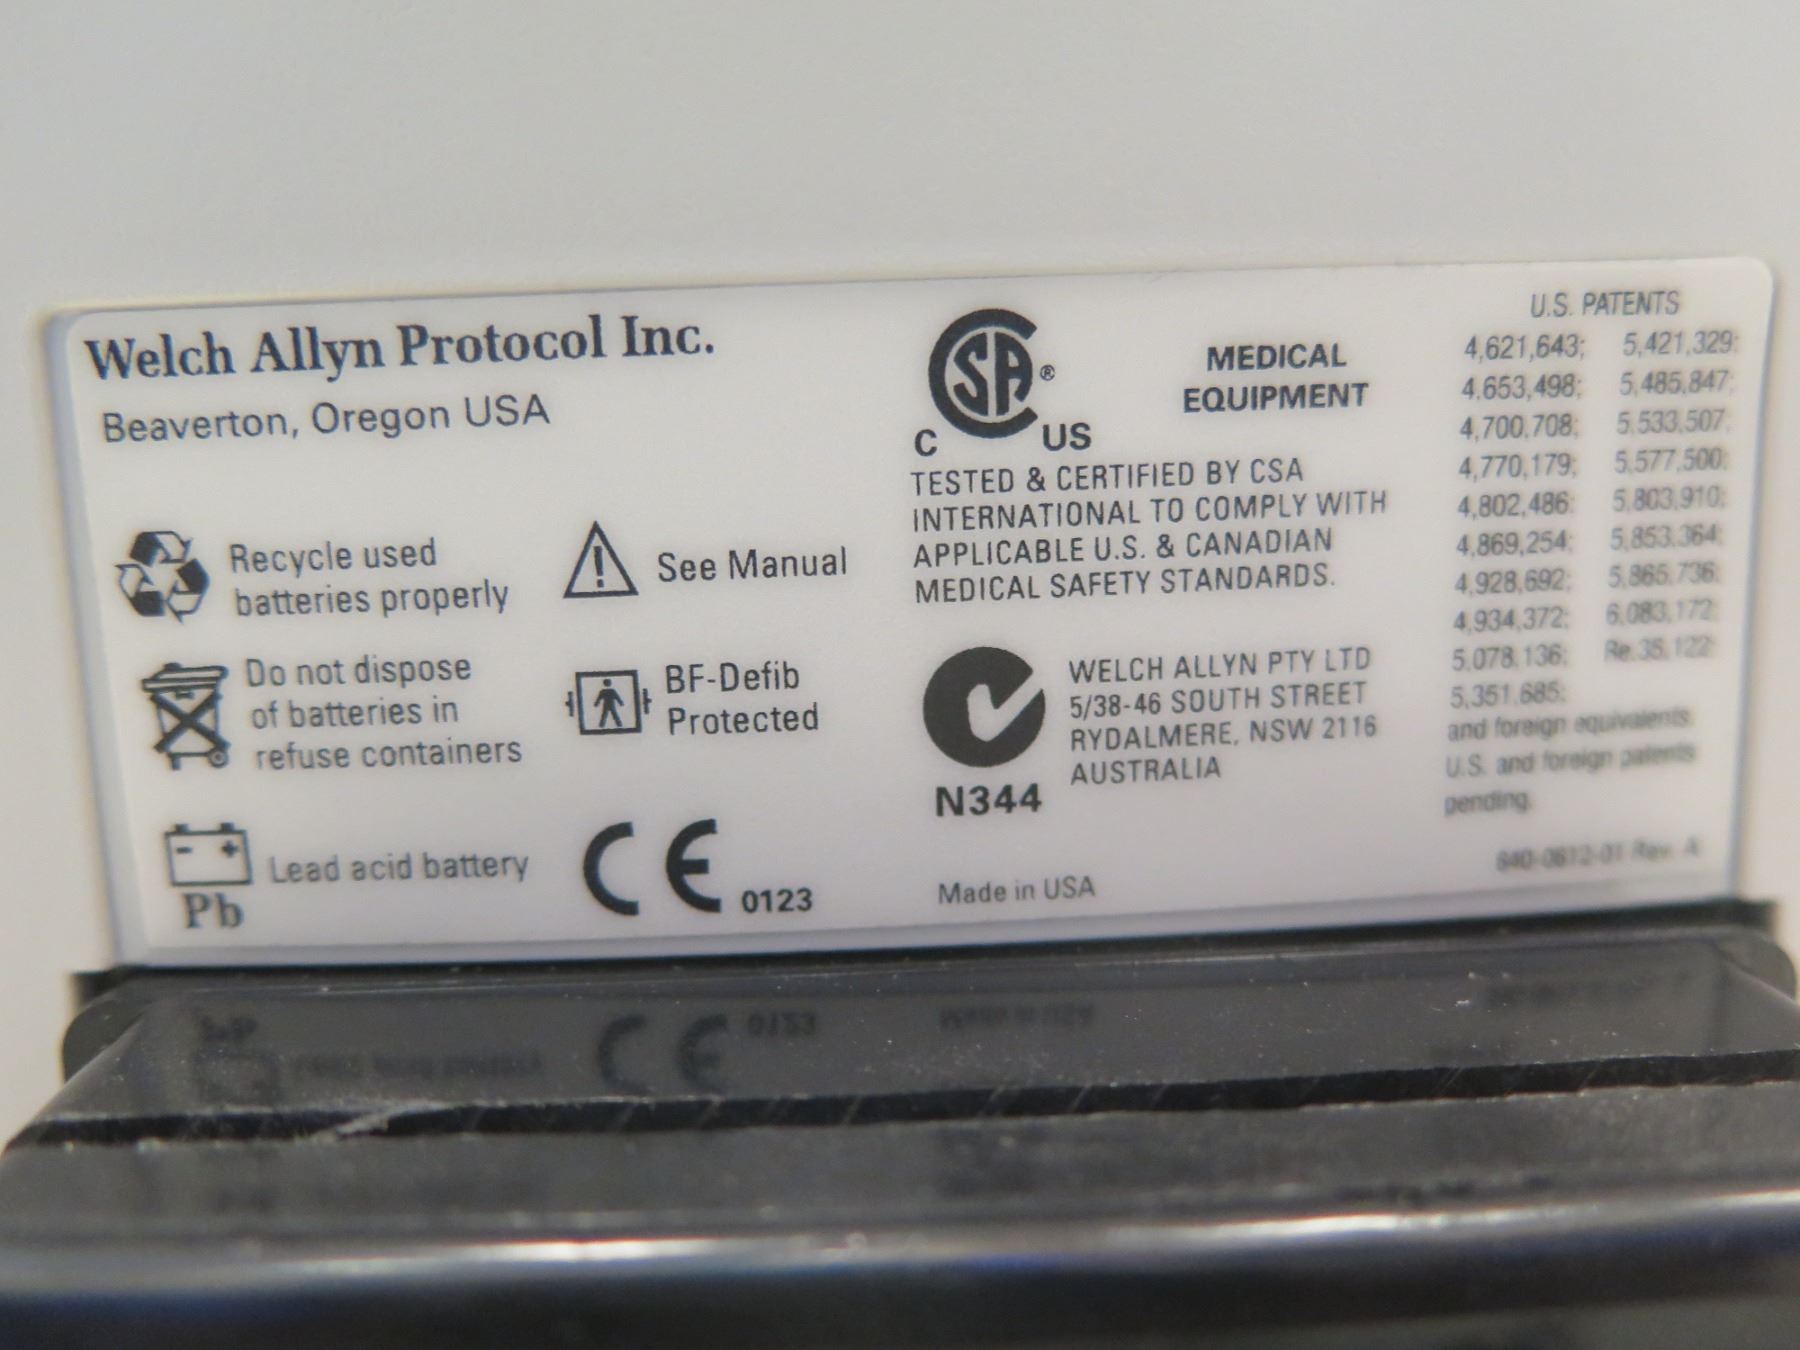 Welch Allyn Protocol Inc.
Beaverton, Oregon USA
Recycle used
batteries properly
Do not dispose
of batteries in
refuse containers
- +
Lead acid battery
Pb
See Manual
BF-Defib
Protected
CE 0123
CSA ®
C US
MEDICAL
EQUIPMENT
TESTED & CERTIFIED BY CSA
INTERNATIONAL TO COMPLY WITH
APPLICABLE U.S. & CANADIAN
MEDICAL SAFETY STANDARDS.
N344
WELCH ALLYN PTY LTD
5/38-46 SOUTH STREET
RYDALMERE, NSW 2116
AUSTRALIA
Made in USA
U.S. PATENTS
4,621,643; 5,421,329;
4,653,498; 5,485,847;
4,700,708; 5,533,507;
4,770,179; 5,577,500;
4,802,486; 5,803,910;
4,869,254; 5,853,364;
4,928,692; 5,865,736;
4,934,372; 6,083,172;
5,078,136; Re.35,122
5,351,685;
and foreign equivalents
U.S. and foreign patents
pending.
840-0612-01 Rev. A